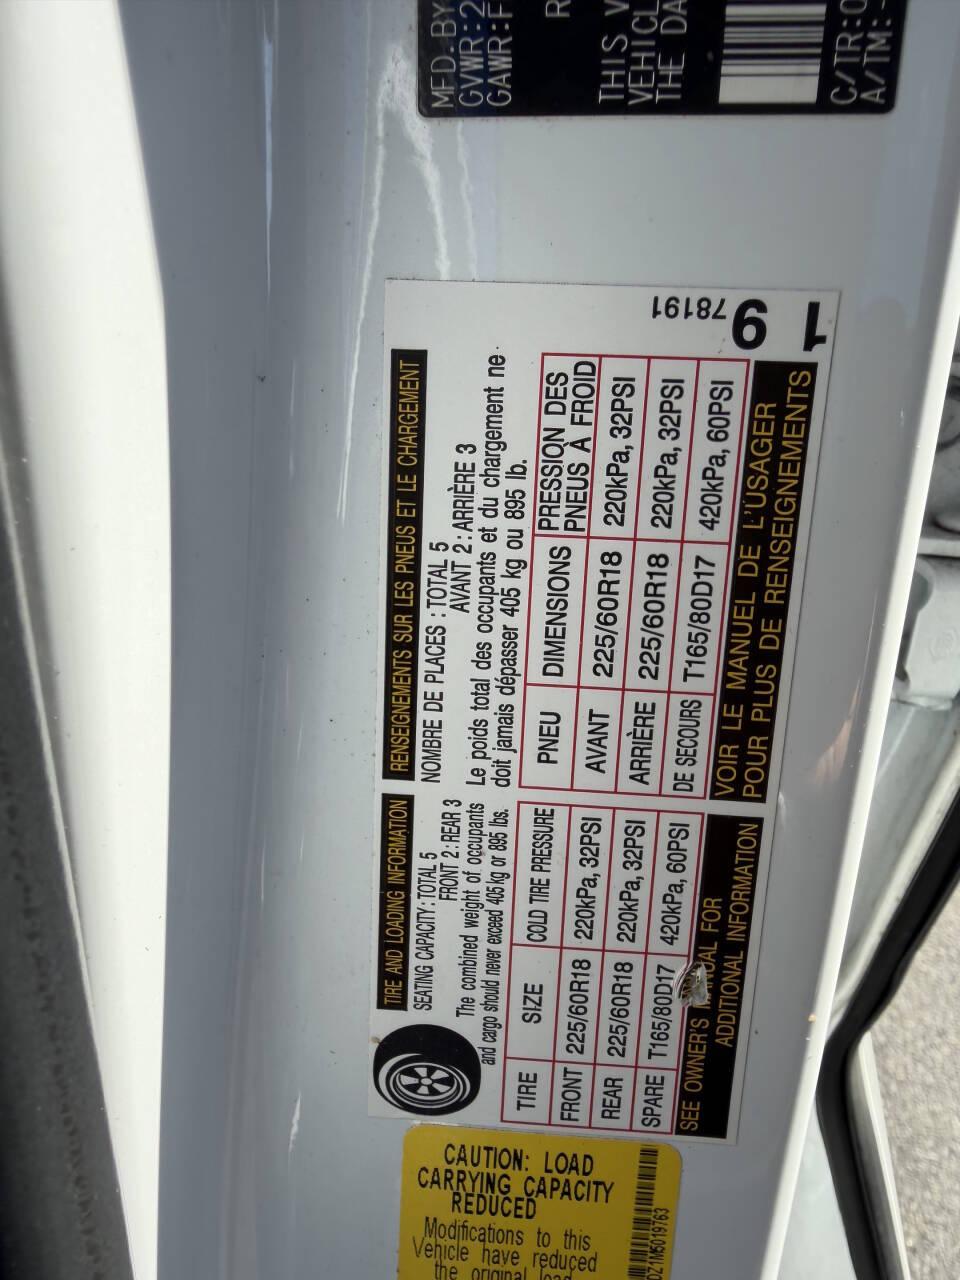 CAUTION: LOAD
CARRYING CAPACITY
REDUCED
Modifications to this
Vehicle have reduced
the original load
DZ1M5019763
TIRE AND LOADING INFORMATION
SEATING CAPACITY : TOTAL 5
FRONT 2 : REAR 3
The combined weight of occupants
and cargo should never exceed 405 kg or 895 lbs.
TIRE SIZE COLD TIRE PRESSURE
FRONT 225/60R18 220kPa, 32PSI
REAR 225/60R18 220kPa, 32PSI
SPARE T165/80D17 420kPa, 60PSI
SEE OWNER'S MANUAL FOR
ADDITIONAL INFORMATION
RENSEIGNEMENTS SUR LES PNEUS ET LE CHARGEMENT
NOMBRE DE PLACES : TOTAL 5
AVANT 2 : ARRIÈRE 3
Le poids total des occupants et du chargement ne
doit jamais dépasser 405 kg ou 895 lb.
PNEU DIMENSIONS PRESSION DES
PNEUS À FROID
AVANT 225/60R18 220kPa, 32PSI
ARRIÈRE 225/60R18 220kPa, 32PSI
DE SECOURS T165/80D17 420kPa, 60PSI
VOIR LE MANUEL DE L'USAGER
POUR PLUS DE RENSEIGNEMENTS
78191
9
1
MFD.BY
GVWR:2
GAWR:F
R
THIS V
VEHICL
THE DA
C/TR:0
A/TM:-